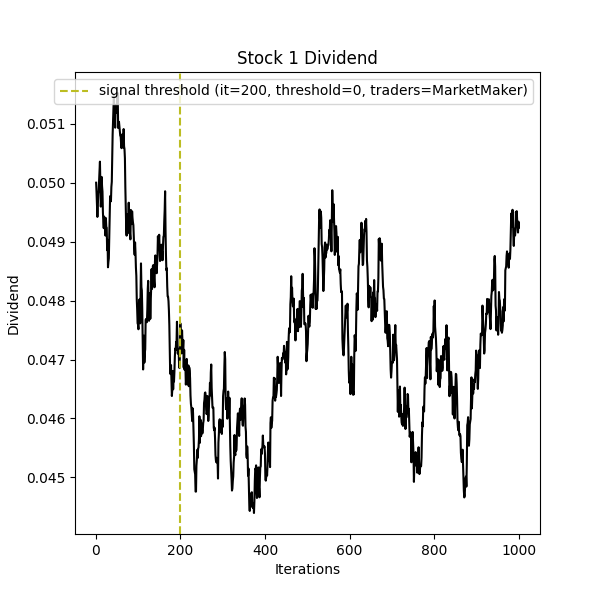 Stock 1 Dividend
signal threshold (it=200, threshold=0, traders=MarketMaker)
0.051
0.050
0.049
0.048
0.047
0.046
0.045
Dividend
0 200 400 600 800 1000
Iterations